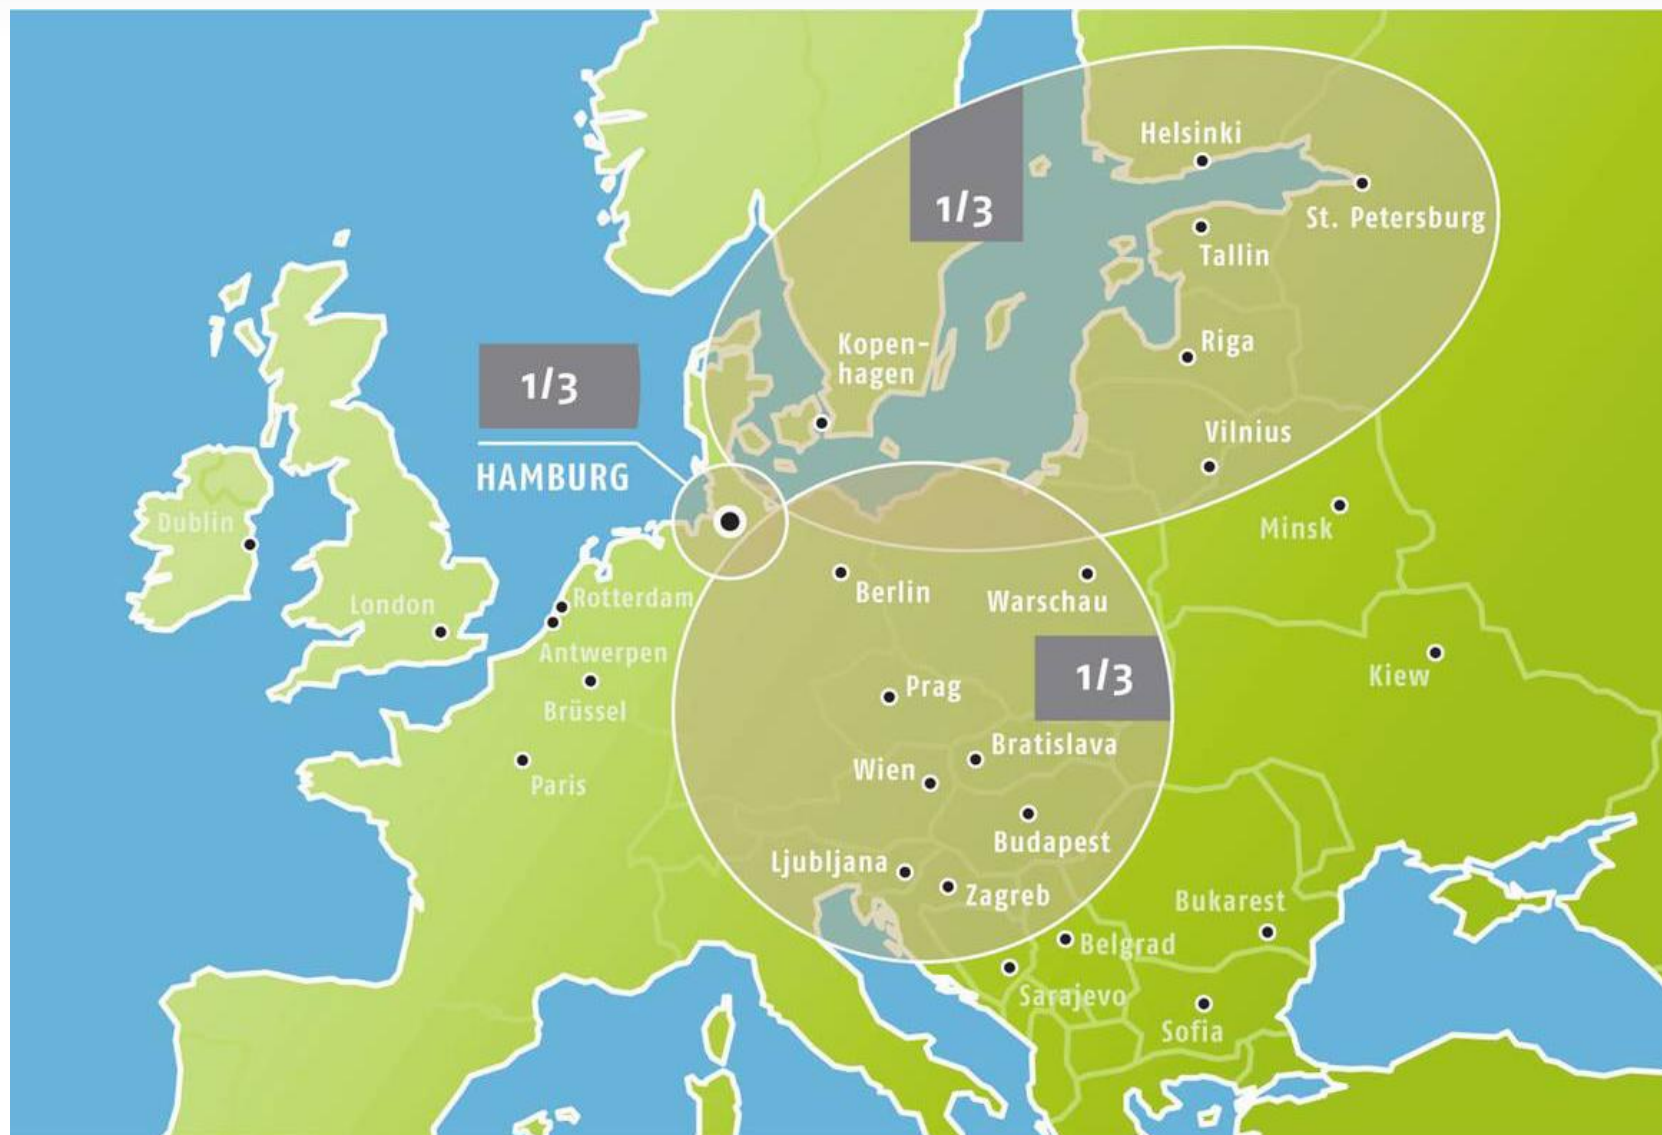 Helsinki
1/3
St. Petersburg
Tallin
Riga
Kopen-
hagen
1/3
Vilnius
HAMBURG
Dublin
Minsk
Berlin
Warschau
Rotterdam
London
Antwerpen
Kiew
1/3
Prag
Brüssel
Bratislava
Wien
Paris
Budapest
Ljubljana
Zagreb
Bukarest
Belgrad
Sarajevo
Sofia